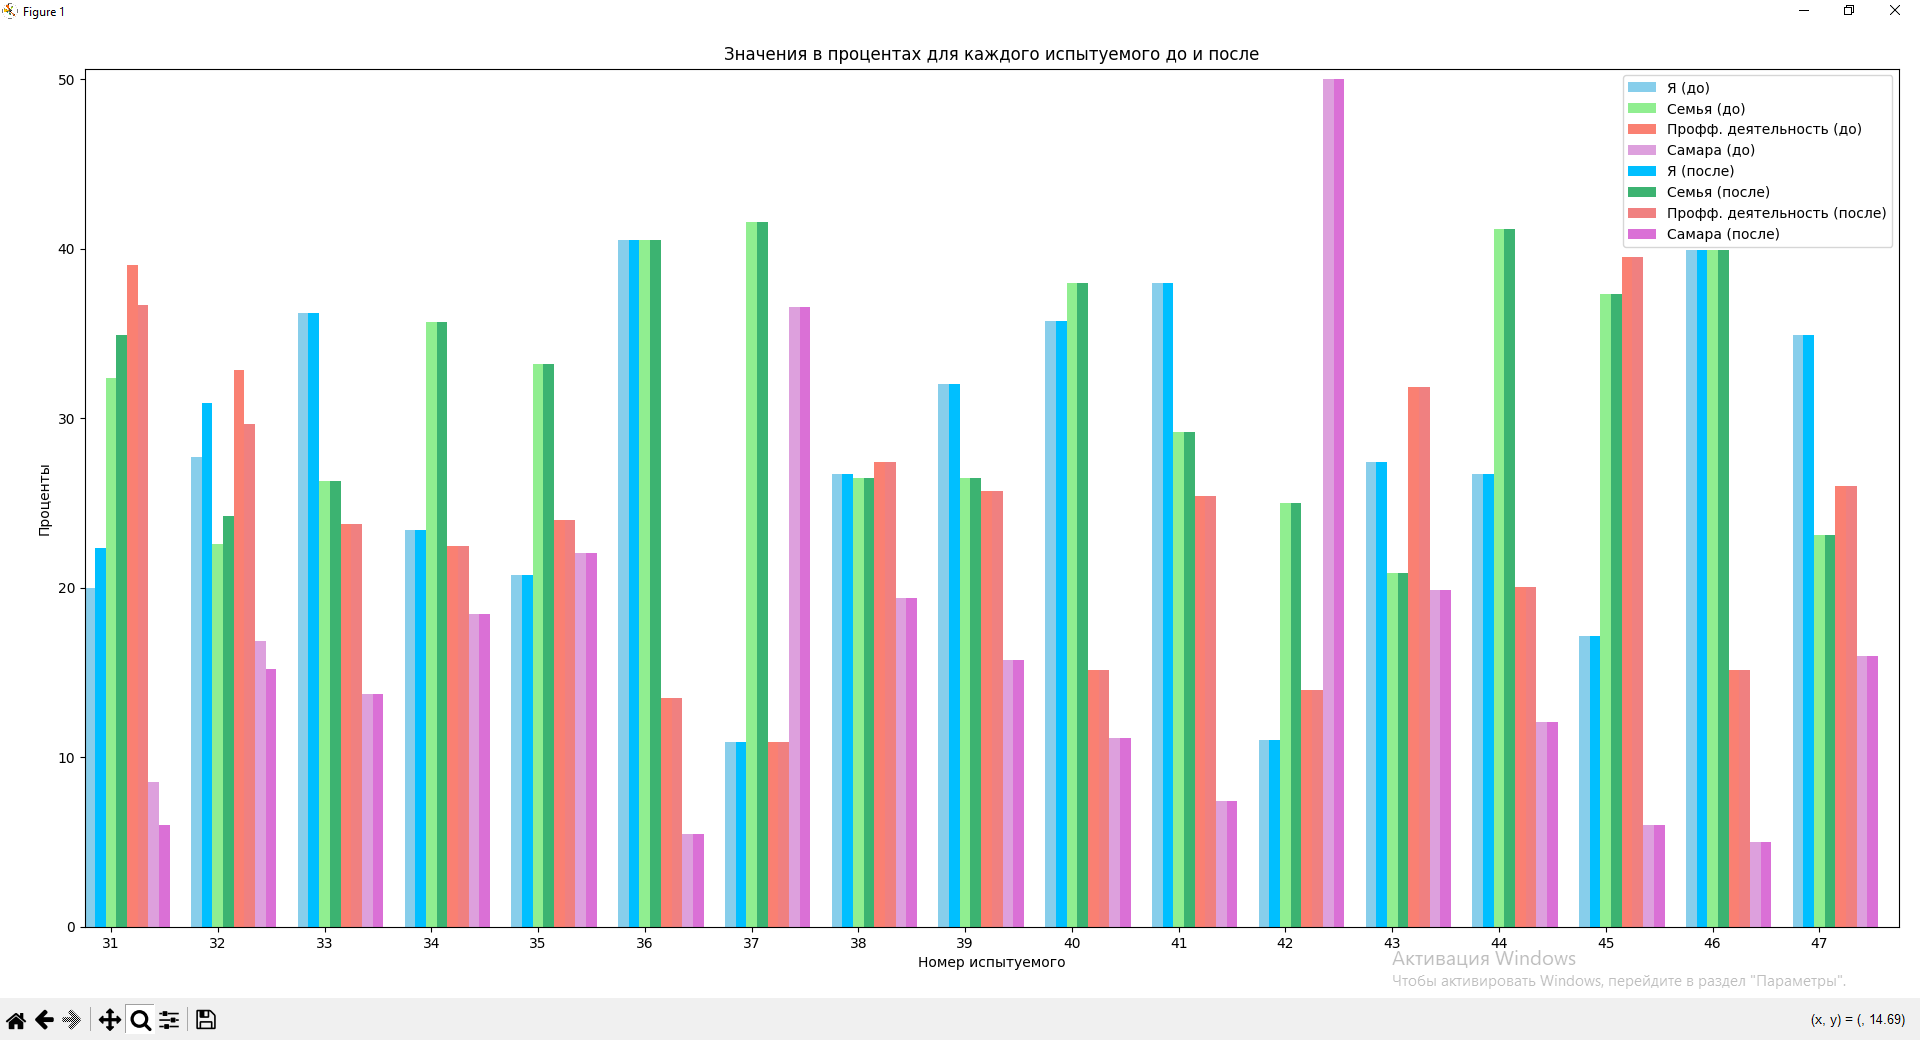 Figure 1
Значения в процентах для каждого испытуемого до и после
50
40
30
20
10
0
Проценты
Я (до)
Семья (до)
Профф. деятельность (до)
Самара (до)
Я (после)
Семья (после)
Профф. деятельность (после)
Самара (после)
31 32 33 34 35 36 37 38 39 40 41 42 43 44 45 46 47
Номер испытуемого
Активация Windows
Чтобы активировать Windows, перейдите в раздел "Параметры".
(x, y) = (, 14.69)